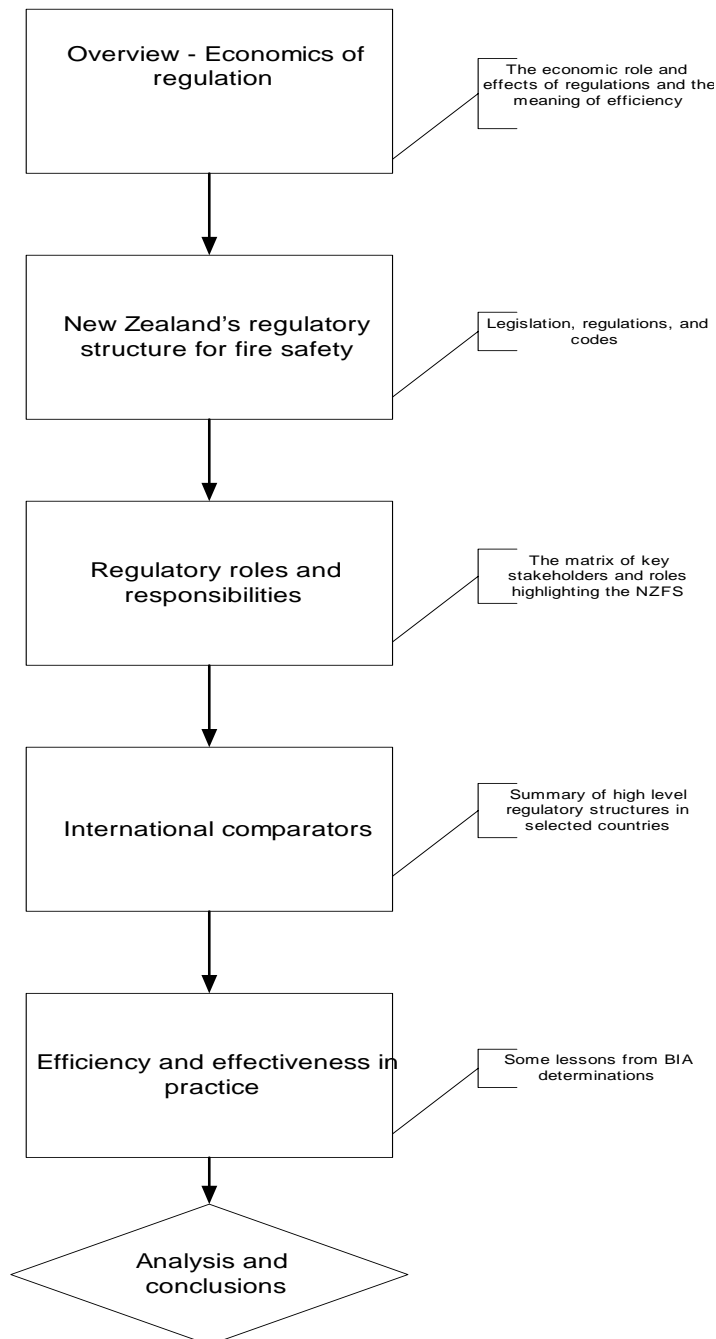 Overview - Economics of
regulation
The economic role and
effects of regulations and the
meaning of efficiency
New Zealand's regulatory
structure for fire safety
Legislation, regulations, and
codes
Regulatory roles and
responsibilities
The matrix of key
stakeholders and roles
highlighting the NZFS
International comparators
Summary of high level
regulatory structures in
selected countries
Efficiency and effectiveness in
practice
Some lessons from BIA
determinations
Analysis and
conclusions